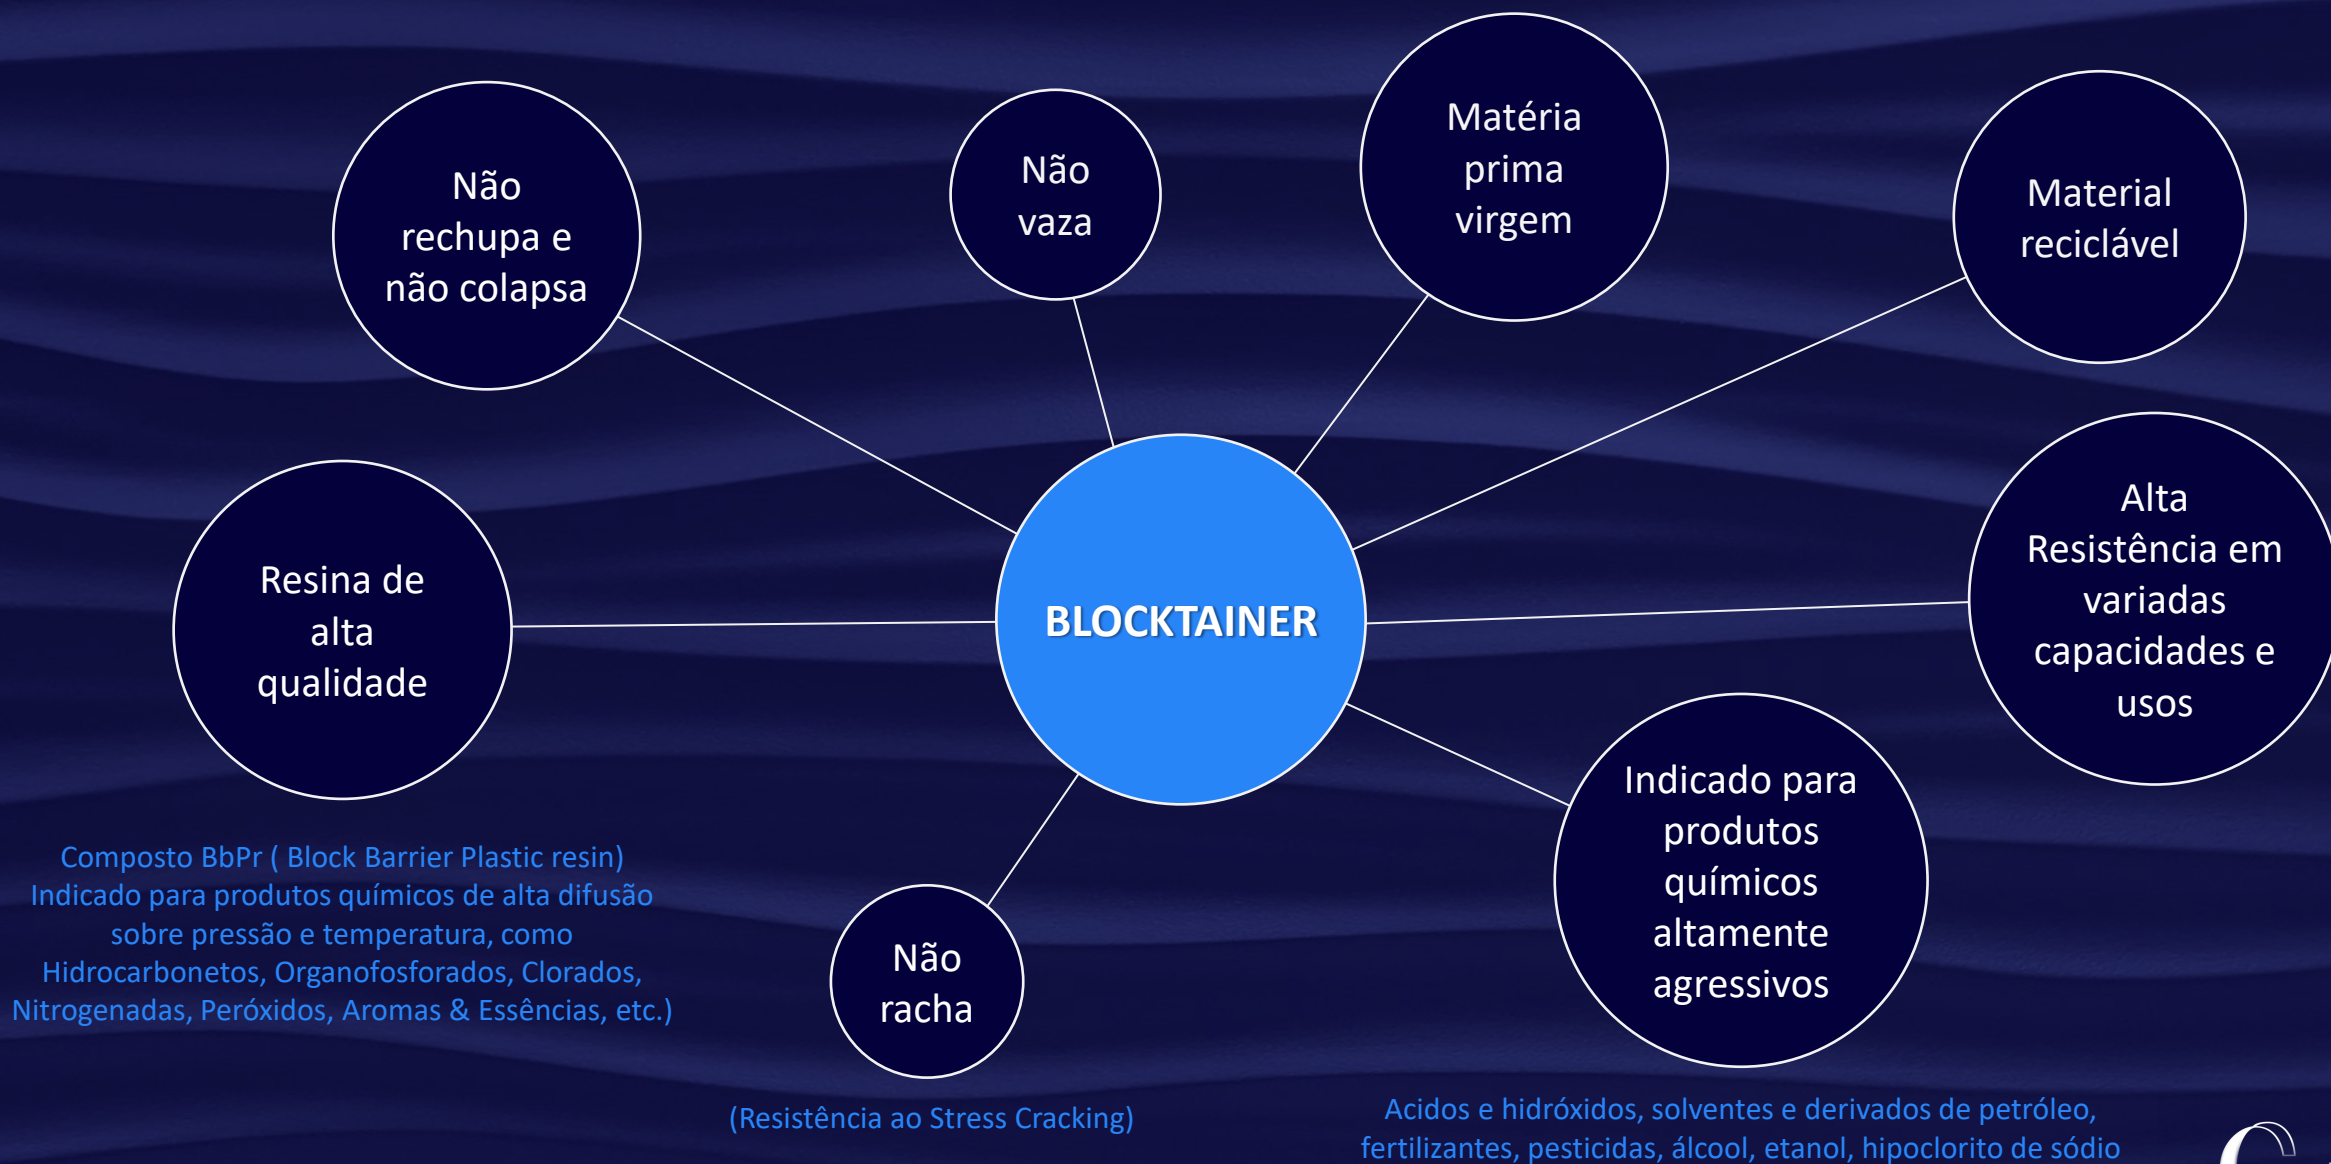 Não
rechupa e
não colapsa
Não
vaza
Matéria
prima
virgem
Material
reciclável
Resina de
alta
qualidade
BLOCKTAINER
Alta
Resistência em
variadas
capacidades e
usos
Indicado para
produtos
químicos
altamente
agressivos
Não
racha
Composto BbPr ( Block Barrier Plastic resin)
Indicado para produtos químicos de alta difusão
sobre pressão e temperatura, como
Hidrocarbonetos, Organofosforados, Clorados,
Nitrogenadas, Peróxidos, Aromas & Essências, etc.)
(Resistência ao Stress Cracking)
Acidos e hidróxidos, solventes e derivados de petróleo,
fertilizantes, pesticidas, álcool, etanol, hipoclorito de sódio